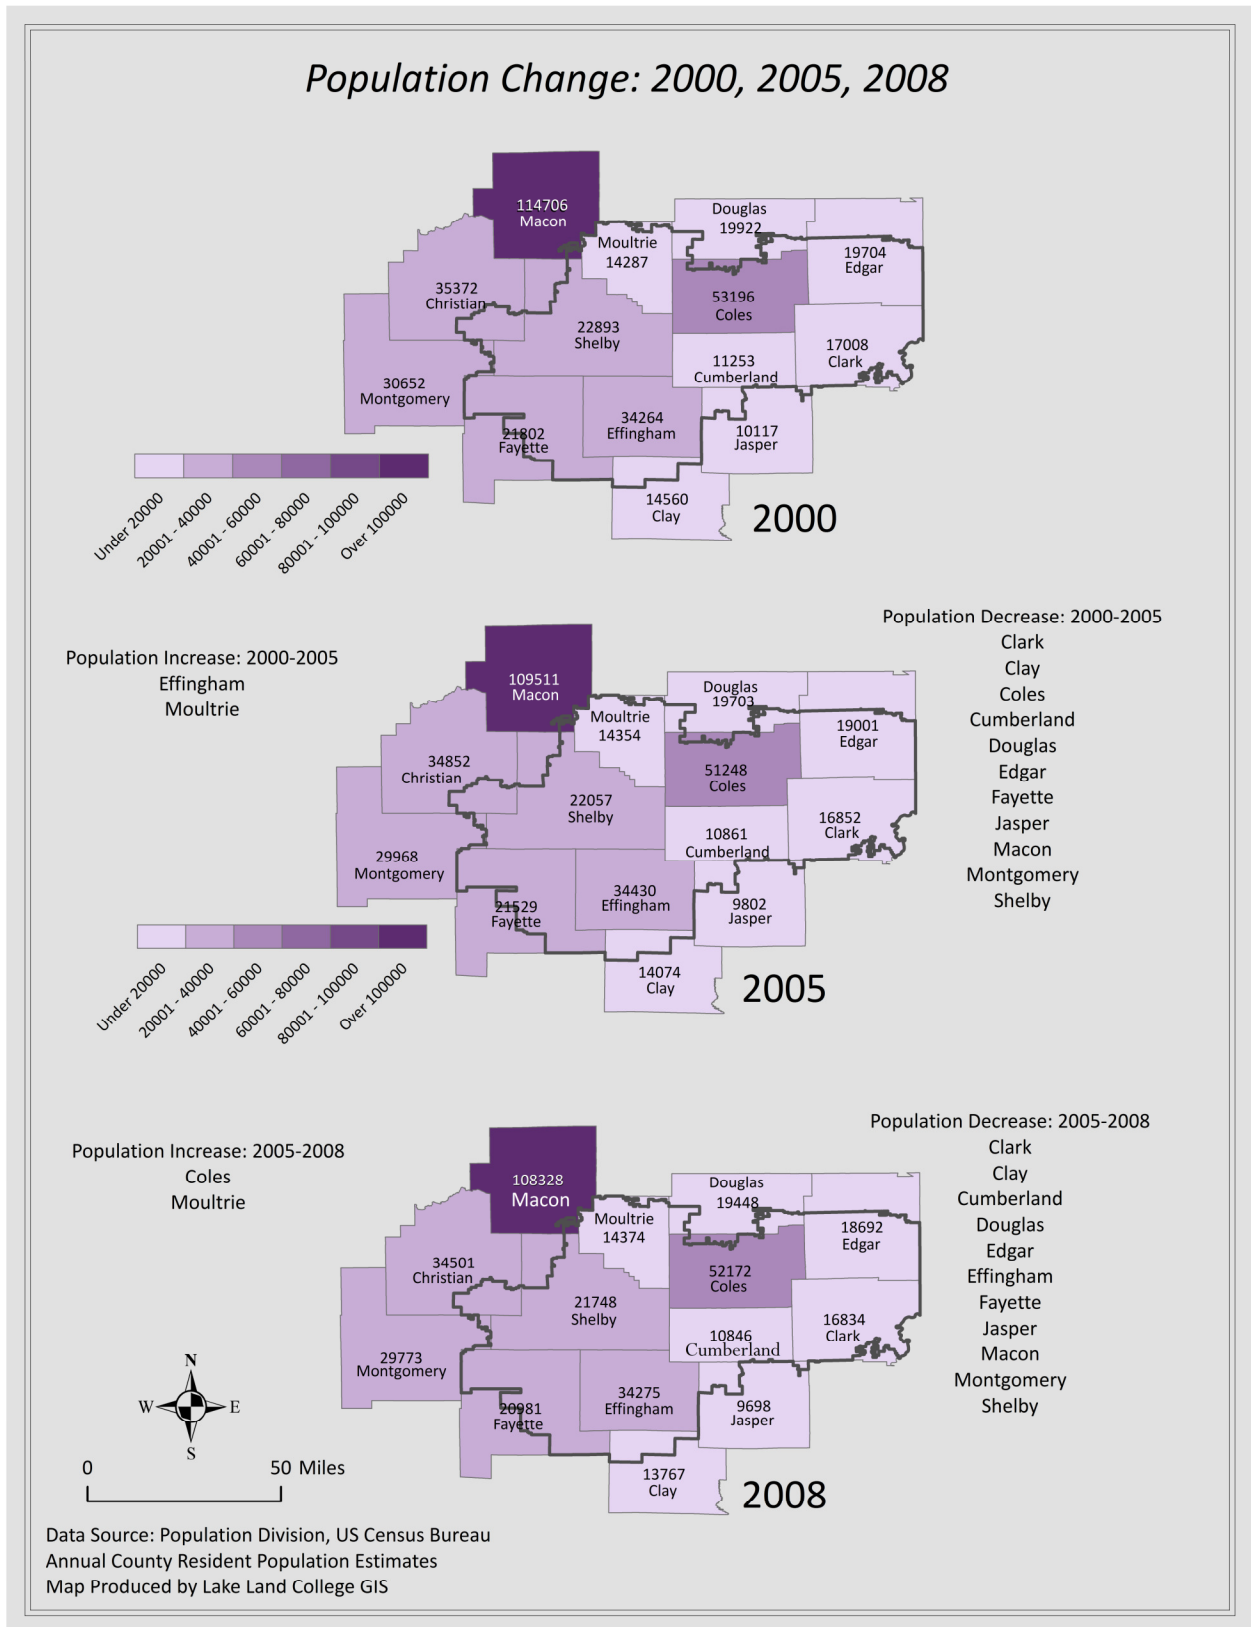 Population Change: 2000, 2005, 2008
114706
Macon
Douglas
19922
Moultrie
14287
19704
Edgar
35372
Christian
53196
Coles
22893
Shelby
17008
Clark
11253
Cumberland
30652
Montgomery
34264
Effingham
21802
Fayette
10117
Jasper
14560
Clay
2000
Under 20000
20001 - 40000
40001 - 60000
60001 - 80000
80001 - 100000
Over 100000
Population Increase: 2000-2005
Effingham
Moultrie
Population Decrease: 2000-2005
Clark
Clay
Coles
Cumberland
Douglas
Edgar
Fayette
Jasper
Macon
Montgomery
Shelby
109511
Macon
Douglas
19703
Moultrie
14354
19001
Edgar
34852
Christian
51248
Coles
22057
Shelby
16852
Clark
10861
Cumberland
29968
Montgomery
34430
Effingham
21529
Fayette
9802
Jasper
14074
Clay
2005
Under 20000
20001 - 40000
40001 - 60000
60001 - 80000
80001 - 100000
Over 100000
Population Increase: 2005-2008
Coles
Moultrie
Population Decrease: 2005-2008
Clark
Clay
Cumberland
Douglas
Edgar
Effingham
Fayette
Jasper
Macon
Montgomery
Shelby
108328
Macon
Douglas
19448
Moultrie
14374
18692
Edgar
34501
Christian
52172
Coles
21748
Shelby
16834
Clark
10846
Cumberland
29773
Montgomery
34275
Effingham
20981
Fayette
9698
Jasper
13767
Clay
2008
N
W E
S
0 50 Miles
Data Source: Population Division, US Census Bureau
Annual County Resident Population Estimates
Map Produced by Lake Land College GIS